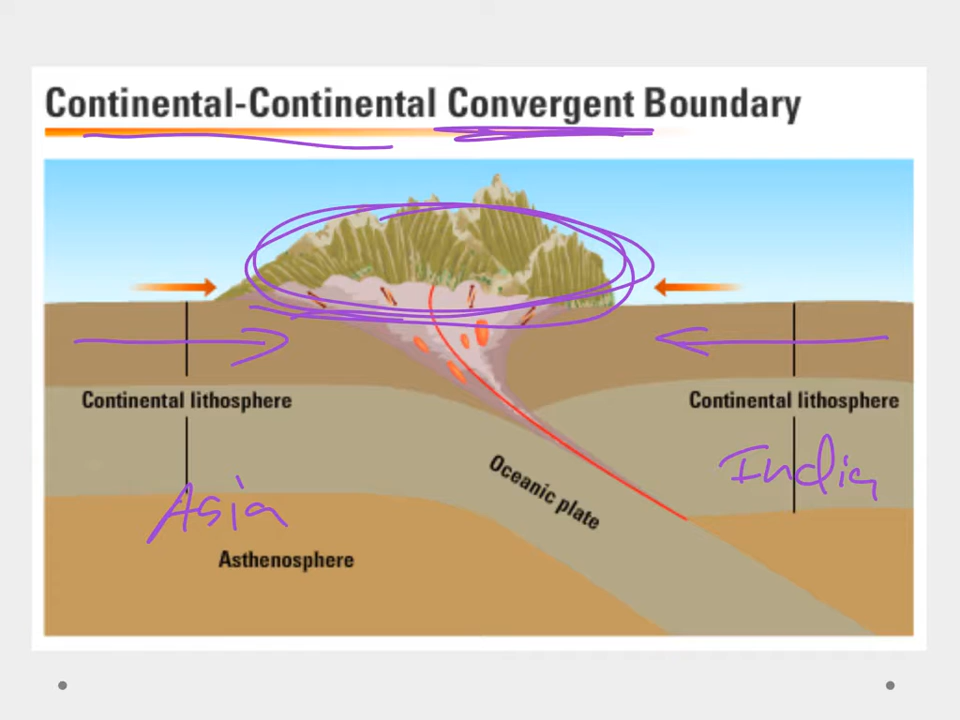 Continental-Continental Convergent Boundary
Continental lithosphere
Continental lithosphere
India
Oceanic plate
Asia
Asthenosphere